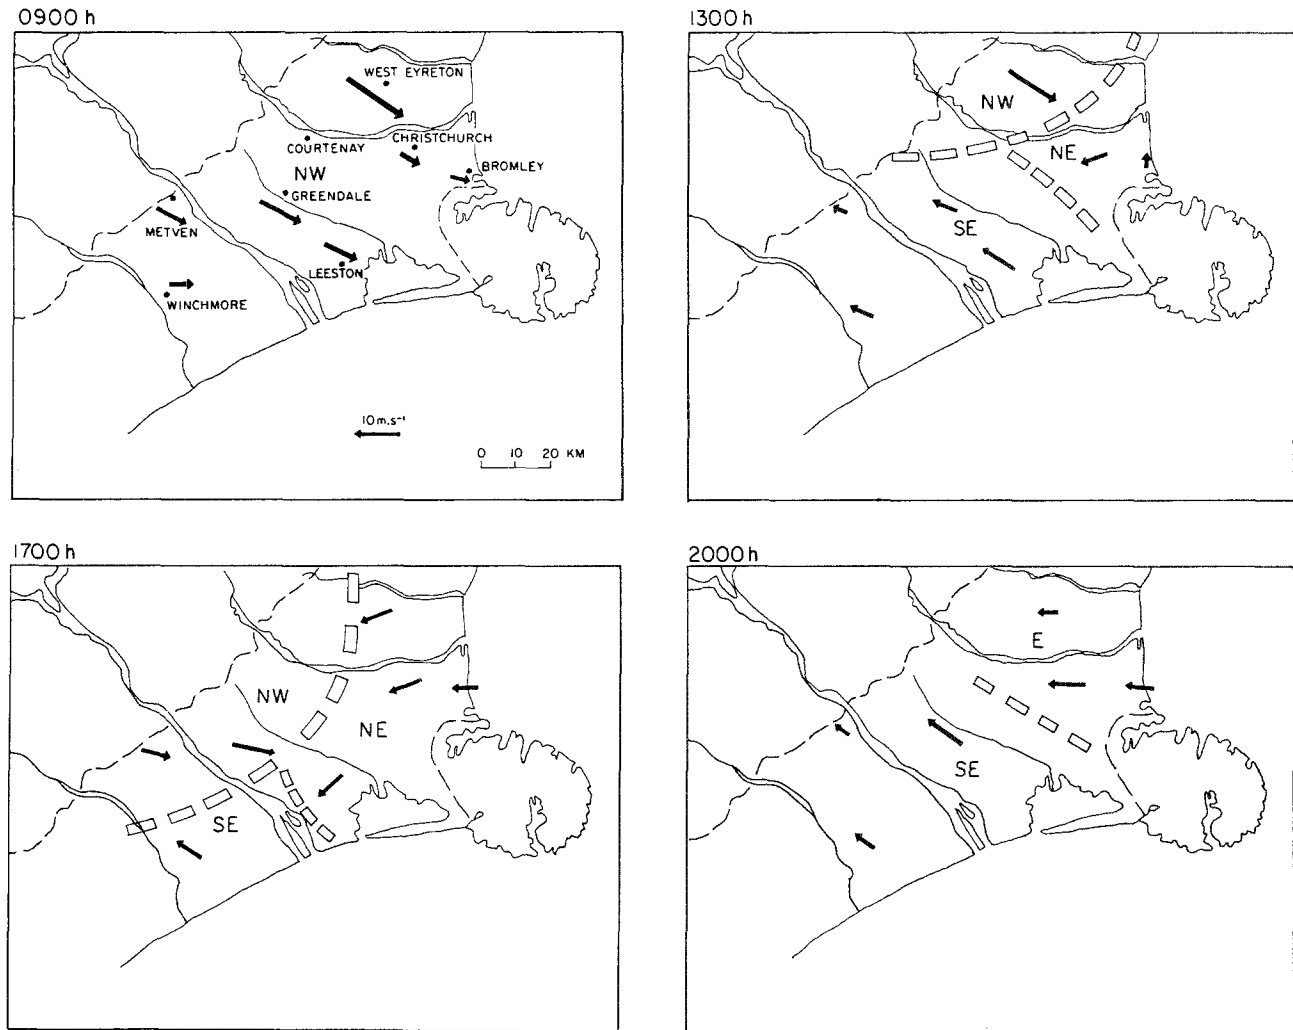 0900 h
WEST EYRETON
CHRISTCHURCH
COURTENAY
BROMLEY
NW
GREENDALE
METVEN
LEESTON
WINCHMORE
10 m.s⁻¹
0 10 20 KM
1300 h
NW
NE
SE
1700 h
NW
NE
SE
2000 h
E
SE